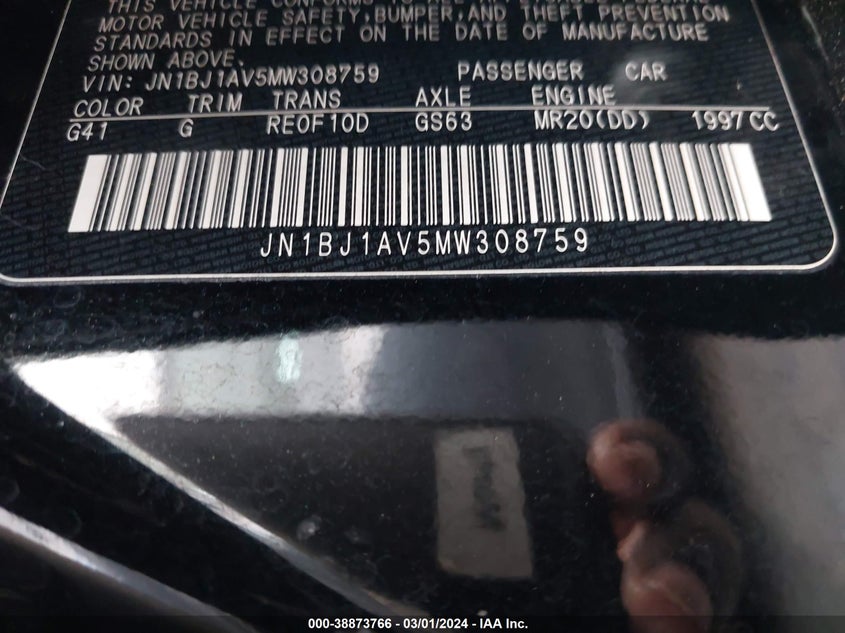 THIS VEHICLE CONFORMS TO ALL
MOTOR VEHICLE SAFETY, BUMPER, AND THEFT PREVENTION
STANDARDS IN EFFECT ON THE DATE OF MANUFACTURE
SHOWN ABOVE.
VIN: JN1BJ1AV5MW308759 PASSENGER CAR
COLOR TRIM TRANS AXLE ENGINE
G41 G RE0F10D GS63 MR20(DD) 1997CC
JN1BJ1AV5MW308759
000-38873766 - 03/01/2024 - IAA Inc.